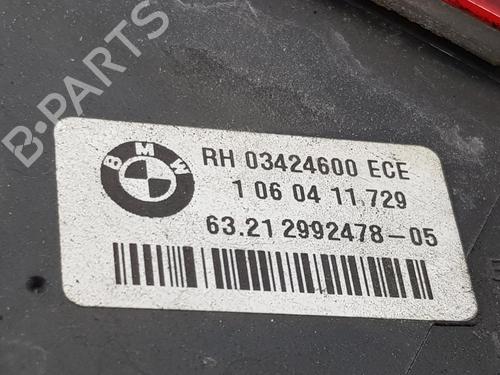 B-PARTS
BMW
RH 03424600 ECE
1 06 04 11,729
63.21 2992478-05